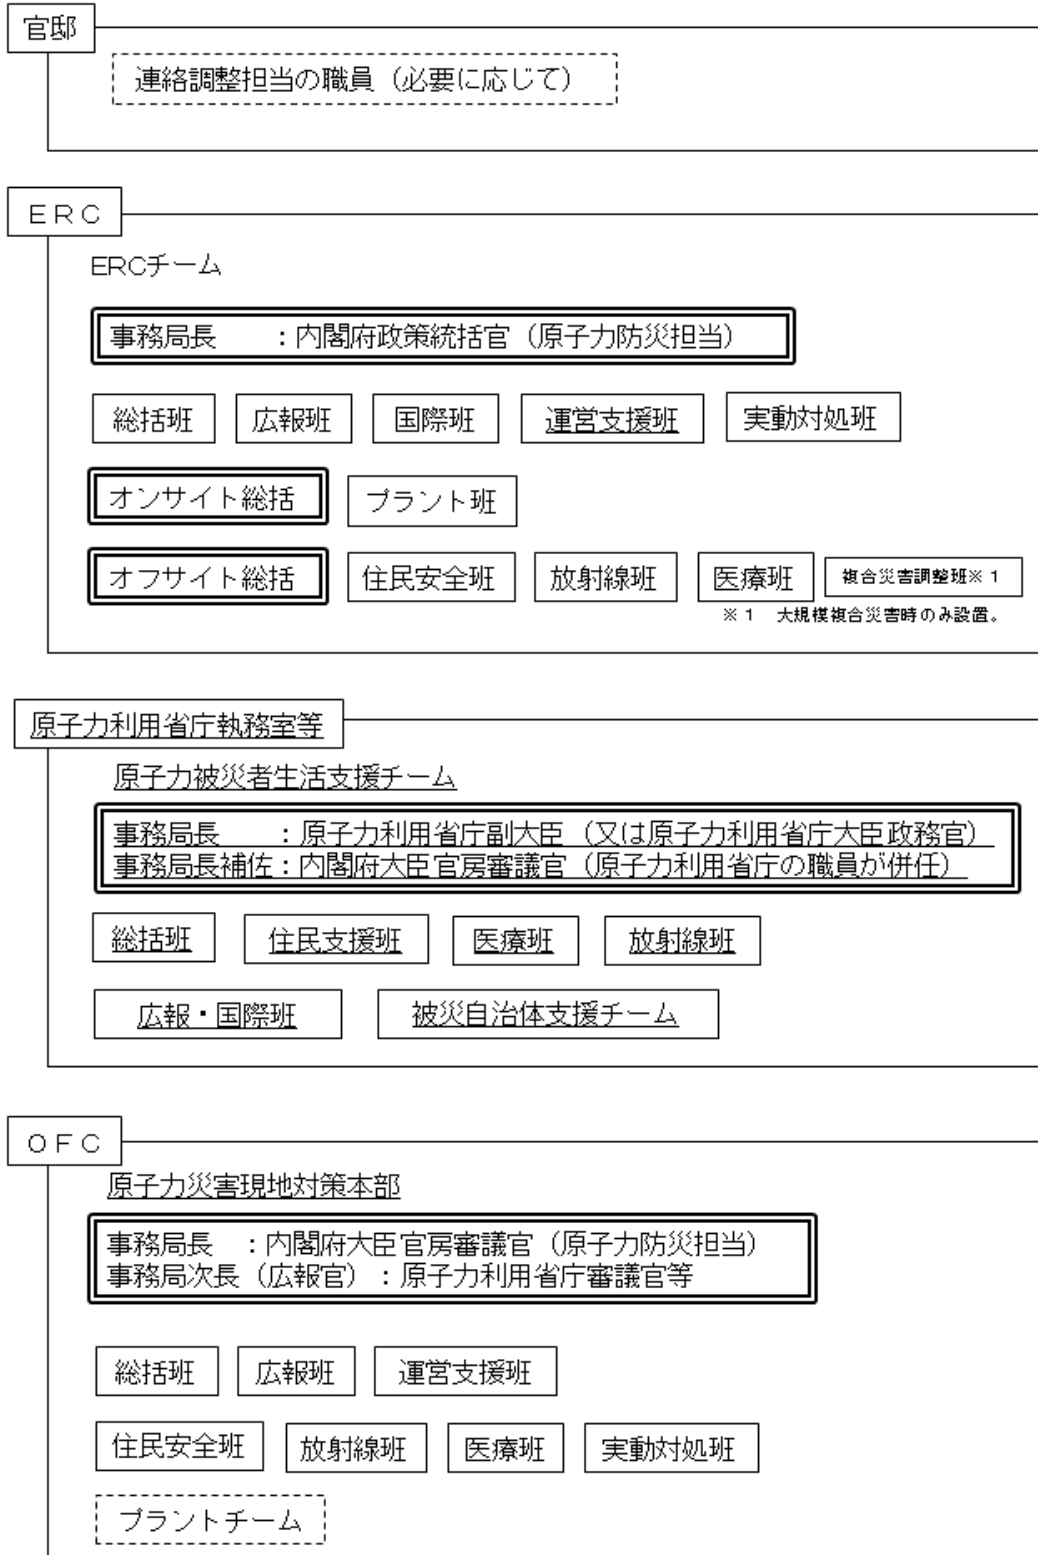 官邸
連絡調整担当の職員（必要に応じて）
ＥＲＣ
ERCチーム
事務局長　　：内閣府政策統括官（原子力防災担当）
総括班　広報班　国際班　運営支援班　実動対処班
オンサイト総括　プラント班
オフサイト総括　住民安全班　放射線班　医療班　複合災害調整班※１
※１　大規模複合災害時のみ設置。
原子力利用省庁執務室等
原子力被災者生活支援チーム
事務局長　　：原子力利用省庁副大臣（又は原子力利用省庁大臣政務官）
事務局長補佐：内閣府大臣官房審議官（原子力利用省庁の職員が併任）
総括班　住民支援班　医療班　放射線班
広報・国際班　被災自治体支援チーム
ＯＦＣ
原子力災害現地対策本部
事務局長　：内閣府大臣官房審議官（原子力防災担当）
事務局次長（広報官）：原子力利用省庁審議官等
総括班　広報班　運営支援班
住民安全班　放射線班　医療班　実動対処班
プラントチーム